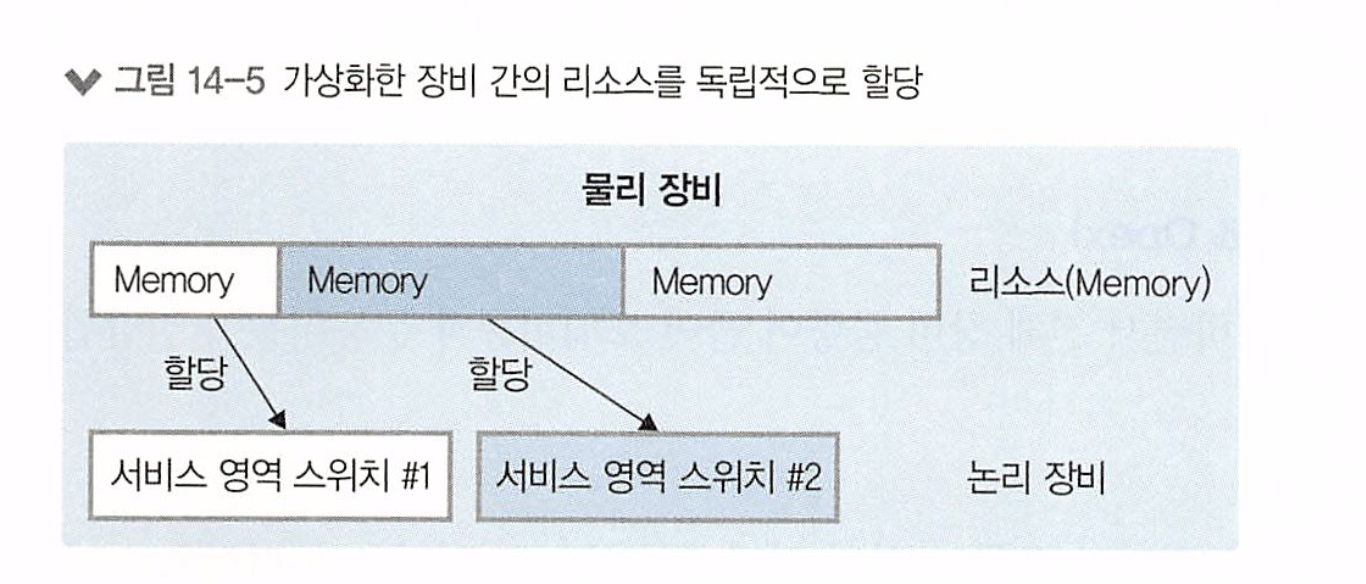 그림 14-5 가상화한 장비 간의 리소스를 독립적으로 할당
물리 장비
Memory Memory Memory 리소스(Memory)
할당 할당
서비스 영역 스위치 #1 서비스 영역 스위치 #2 논리 장비